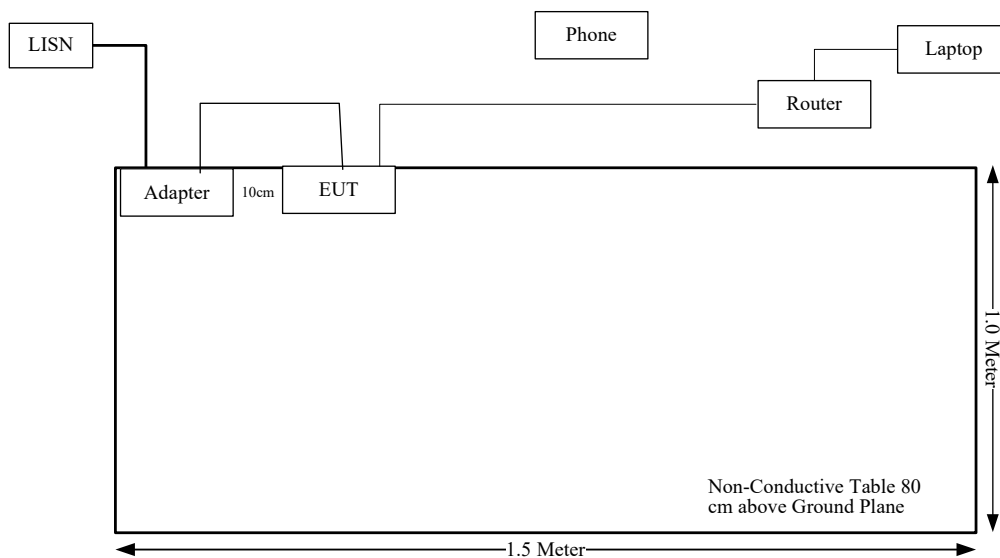 LISN
Phone
Laptop
Router
Adapter
10cm
EUT
1.0 Meter
Non-Conductive Table 80
cm above Ground Plane
1.5 Meter